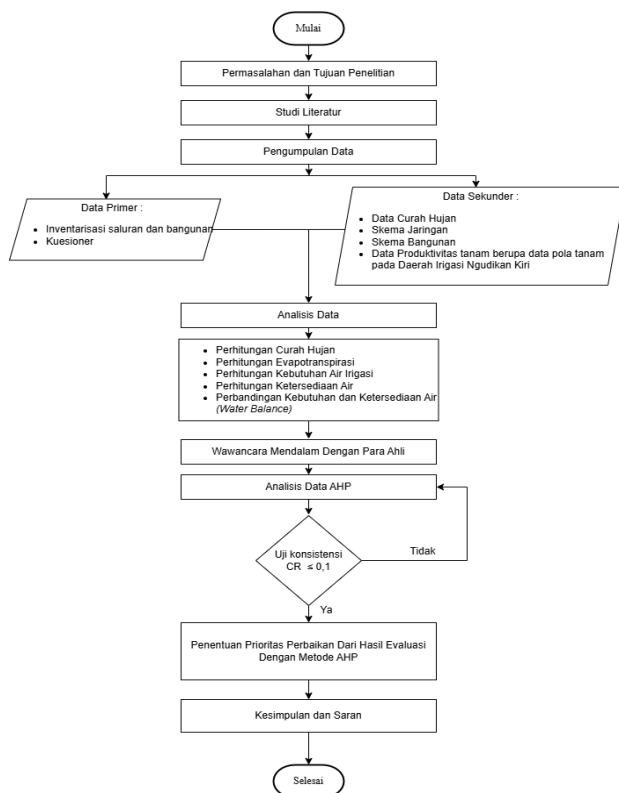 Mulai
Permasalahan dan Tujuan Penelitian
Studi Literatur
Pengumpulan Data
Data Primer :
• Inventarisasi saluran dan bangunan
• Kuesioner
Data Sekunder :
• Data Curah Hujan
• Skema Jaringan
• Skema Bangunan
• Data Produktivitas tanam berupa data pola tanam
pada Daerah Irigasi Ngudikan Kiri
Analisis Data
• Perhitungan Curah Hujan
• Perhitungan Evapotranspirasi
• Perhitungan Kebutuhan Air Irigasi
• Perhitungan Ketersediaan Air
• Perbandingan Kebutuhan dan Ketersediaan Air
(Water Balance)
Wawancara Mendalam Dengan Para Ahli
Analisis Data AHP
Uji konsistensi
CR ≤ 0,1
Tidak
Ya
Penentuan Prioritas Perbaikan Dari Hasil Evaluasi
Dengan Metode AHP
Kesimpulan dan Saran
Selesai